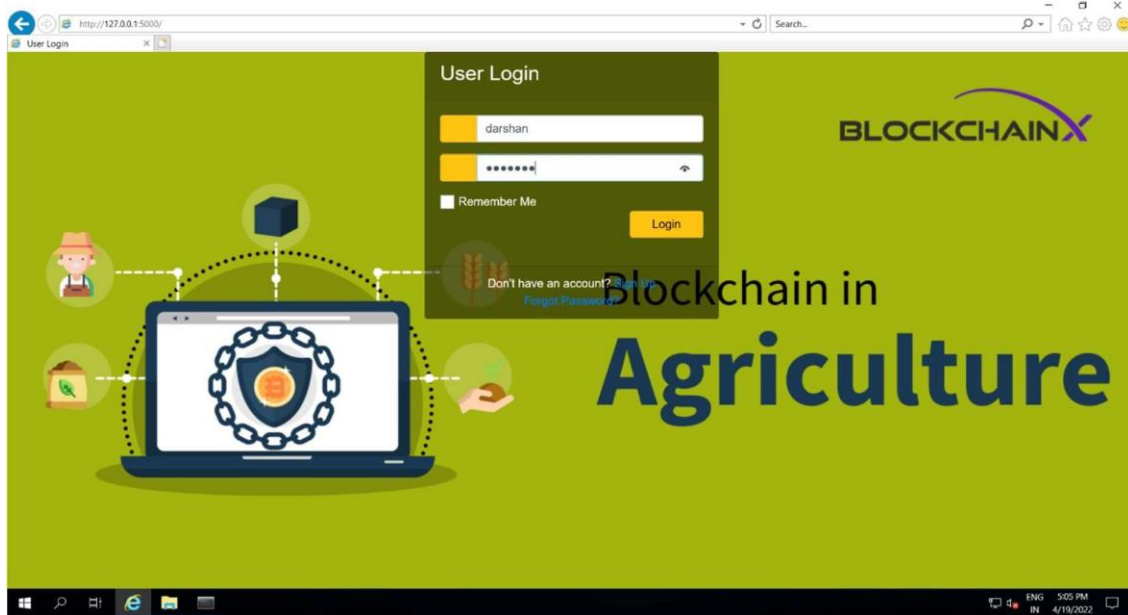 http://127.0.0.1:5000/
Search...
User Login
User Login
BLOCKCHAINX
darshan
•••••••
Remember Me
Login
Don't have an account? Sign Up
Forgot Password?
Blockchain in
Agriculture
ENG 5:05 PM
IN 4/19/2022